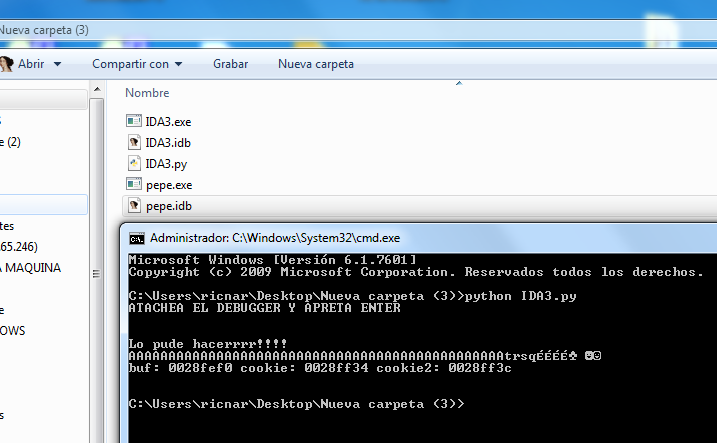 Nueva carpeta (3)
Abrir Compartir con Grabar Nueva carpeta
Nombre
IDA3.exe
e (2)
IDA3.idb
IDA3.py
pepe.exe
pepe.idb
tes
65.246)
A MAQUINA
OWS
s
Administrador: C:\Windows\System32\cmd.exe
Microsoft Windows [Versión 6.1.7601]
Copyright (c) 2009 Microsoft Corporation. Reservados todos los derechos.
C:\Users\ricnar\Desktop\Nueva carpeta (3)>python IDA3.py
ATACHEA EL DEBUGGER Y APRETA ENTER
Lo pude hacerrrr!!!!
AAAAAAAAAAAAAAAAAAAAAAAAAAAAAAAAAAAAAAAAAAAAAAAAAAAAtrsqÉÉÉÉ♣ ☻☺
buf: 0028fef0 cookie: 0028ff34 cookie2: 0028ff3c
C:\Users\ricnar\Desktop\Nueva carpeta (3)>